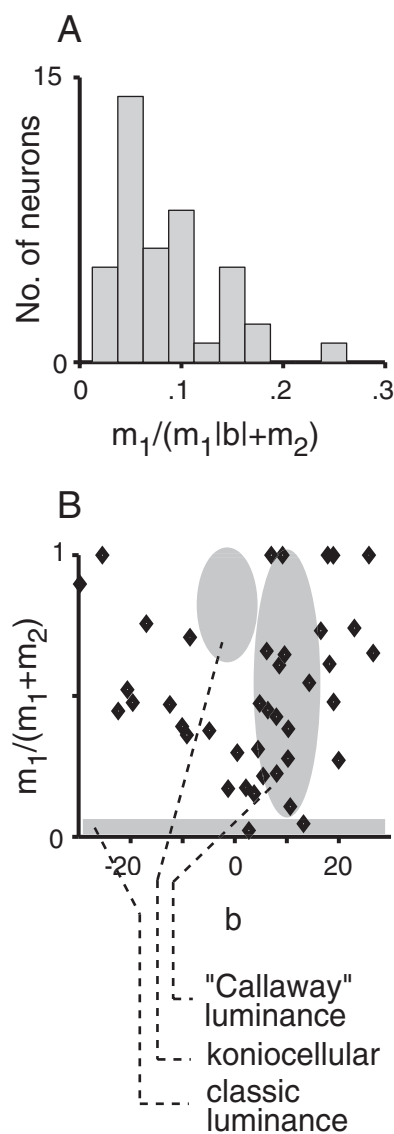 A
15
No. of neurons
0
0 .1 .2 .3
m1/(m1|b|+m2)
B
1
m1/(m1+m2)
0
-20 0 20
b
"Callaway"
luminance
koniocellular
classic
luminance